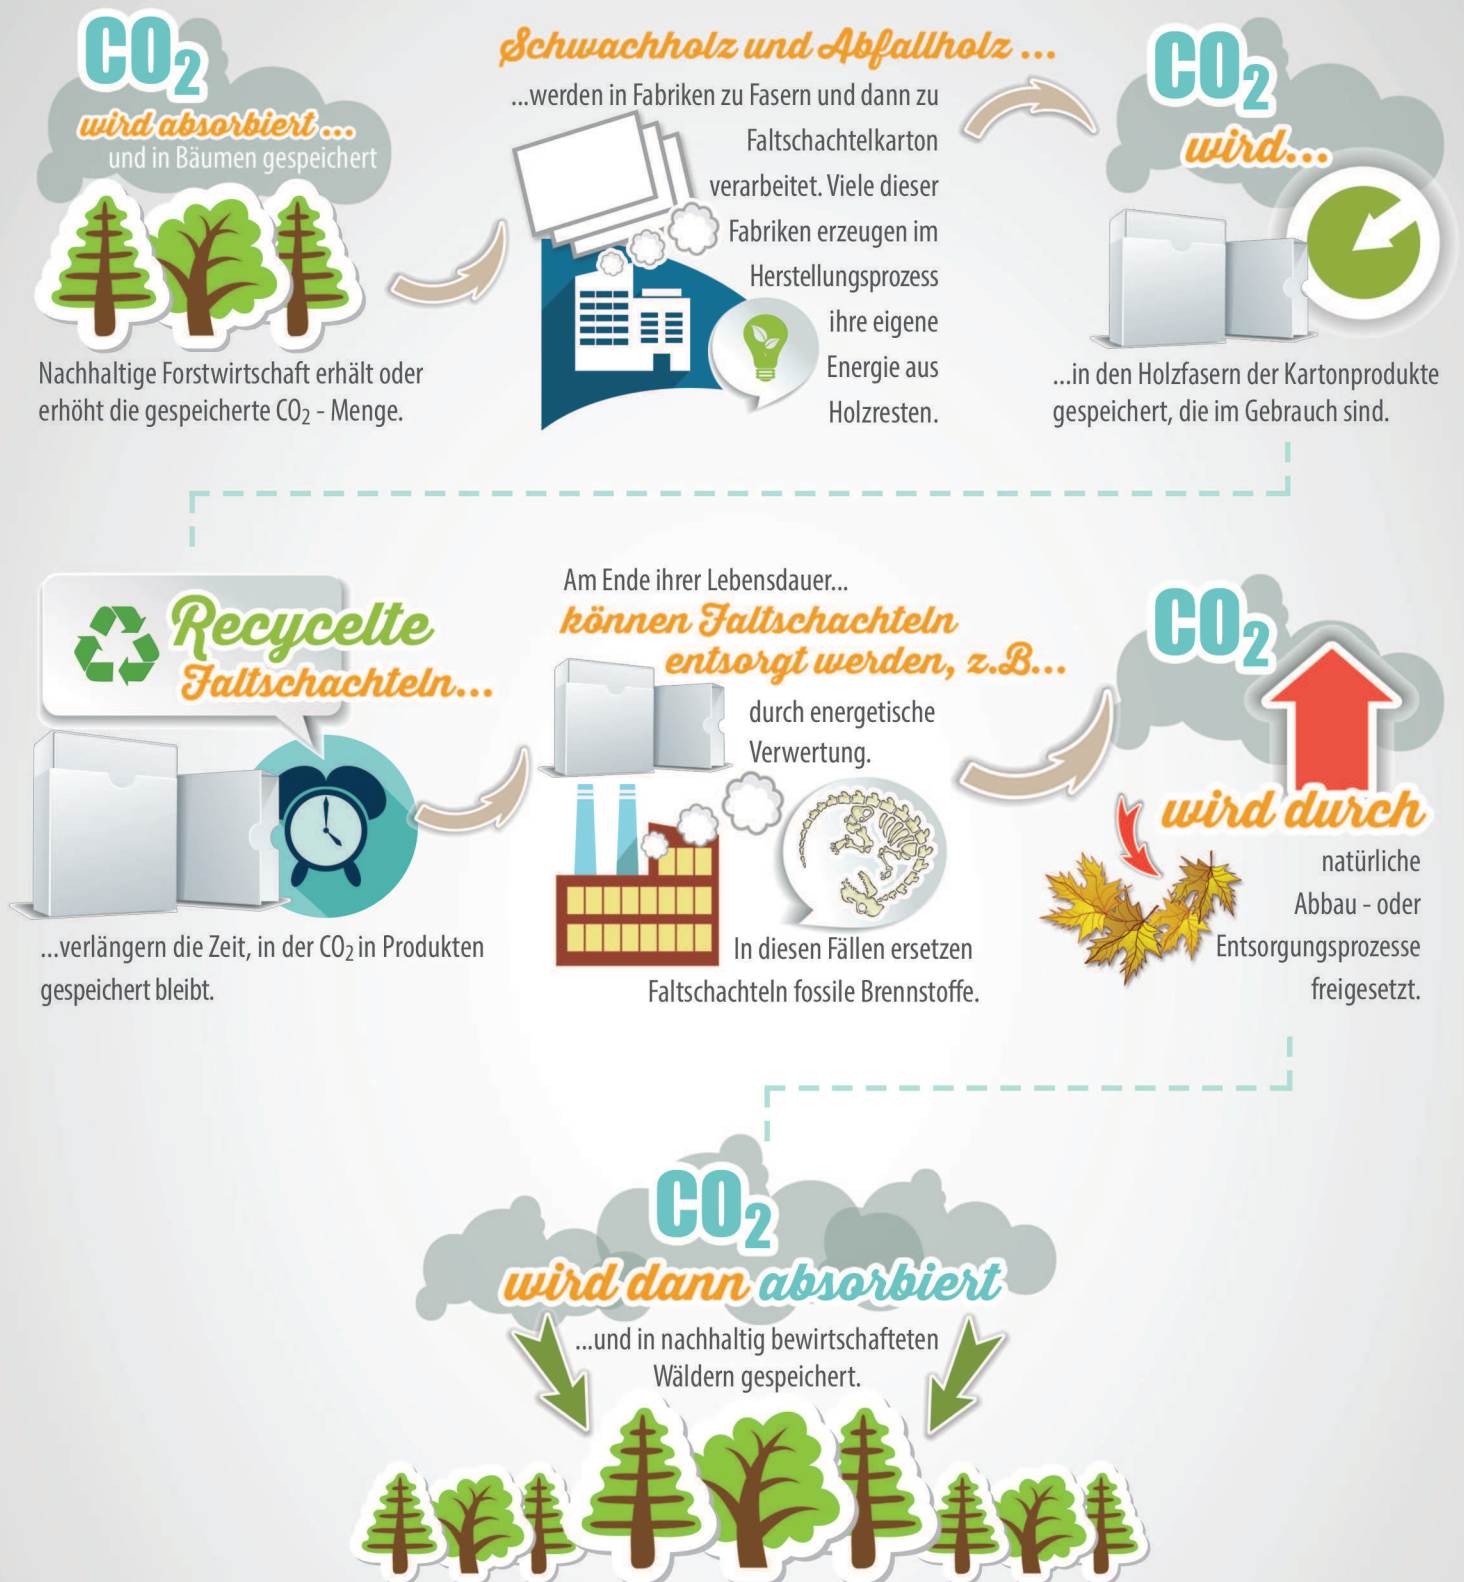 CO₂
wird absorbiert ...
und in Bäumen gespeichert
Nachhaltige Forstwirtschaft erhält oder
erhöht die gespeicherte CO₂ - Menge.
Schwachholz und Abfallholz ...
...werden in Fabriken zu Fasern und dann zu
Faltschachtelkarton
verarbeitet. Viele dieser
Fabriken erzeugen im
Herstellungsprozess
ihre eigene
Energie aus
Holzresten.
CO₂
wird...
...in den Holzfasern der Kartonprodukte
gespeichert, die im Gebrauch sind.
Recycelte
Faltschachteln...
...verlängern die Zeit, in der CO₂ in Produkten
gespeichert bleibt.
Am Ende ihrer Lebensdauer...
können Faltschachteln
entsorgt werden, z.B...
durch energetische
Verwertung.
In diesen Fällen ersetzen
Faltschachteln fossile Brennstoffe.
CO₂
wird durch
natürliche
Abbau - oder
Entsorgungsprozesse
freigesetzt.
CO₂
wird dann absorbiert
...und in nachhaltig bewirtschafteten
Wäldern gespeichert.